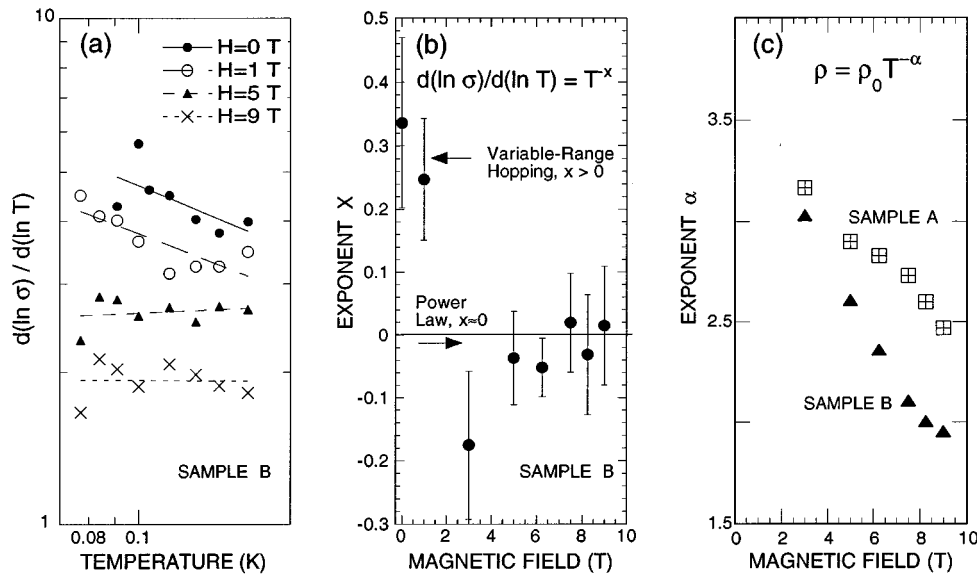 (a)
H=0 T
H=1 T
H=5 T
H=9 T
10
1
d(ln σ) / d(ln T)
SAMPLE B
0.08
0.1
TEMPERATURE (K)
(b)
d(ln σ)/d(ln T) = T⁻ˣ
Variable-Range
Hopping, x > 0
Power
Law, x≈0
EXPONENT X
0.5
0.4
0.3
0.2
0.1
0
-0.1
-0.2
-0.3
SAMPLE B
0 2 4 6 8 10
MAGNETIC FIELD (T)
(c)
ρ = ρ₀T⁻ᵅ
EXPONENT α
3.5
2.5
1.5
SAMPLE A
SAMPLE B
0 2 4 6 8 10
MAGNETIC FIELD (T)